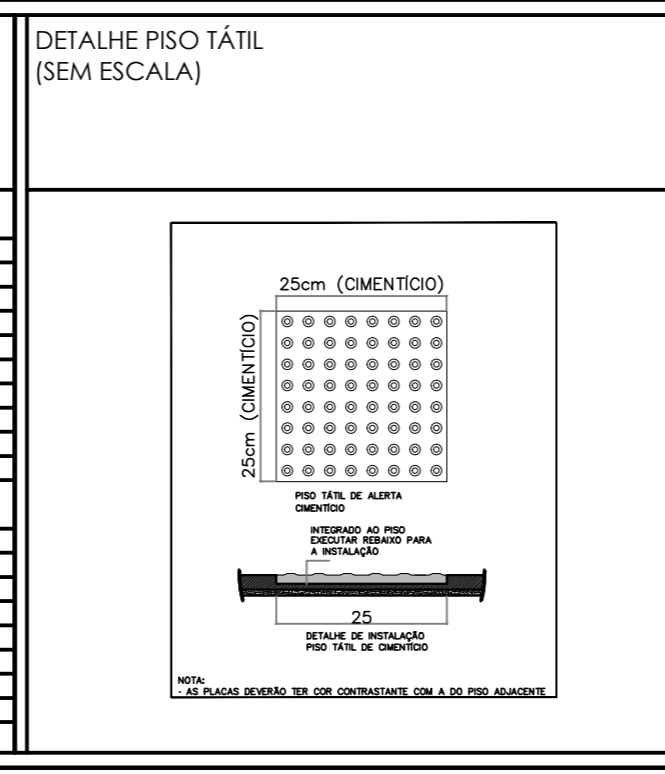 DETALHE PISO TÁTIL
(SEM ESCALA)
25cm (CIMENTÍCIO)
25cm (CIMENTÍCIO)
PISO TÁTIL DE ALERTA
CIMENTÍCIO
INTEGRADO AO PISO
EXECUTAR REBAIXO PARA
A INSTALAÇÃO
25
DETALHE DE INSTALAÇÃO
PISO TÁTIL DE CIMENTÍCIO
NOTA:
- AS PLACAS DEVERÃO TER COR CONTRASTANTE COM A DO PISO ADJACENTE